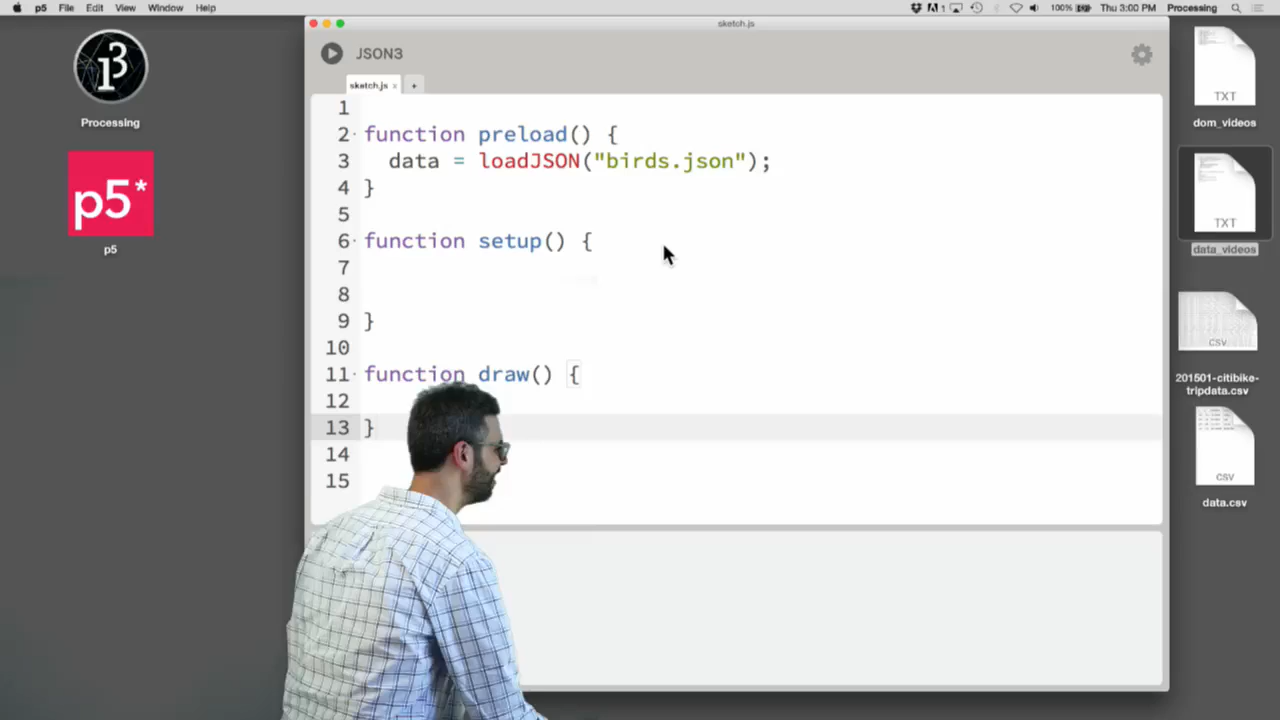 p5 File Edit View Window Help
1 100% Thu 3:00 PM Processing
sketch.js
JSON3
sketch.js x +
1
2 function preload() {
3 data = loadJSON("birds.json");
4 }
5
6 function setup() {
7
8
9 }
10
11 function draw() {
12
13 }
14
15
Processing
p5*
p5
TXT
dom_videos
TXT
data_videos
CSV
201501-citibike-
tripdata.csv
CSV
data.csv